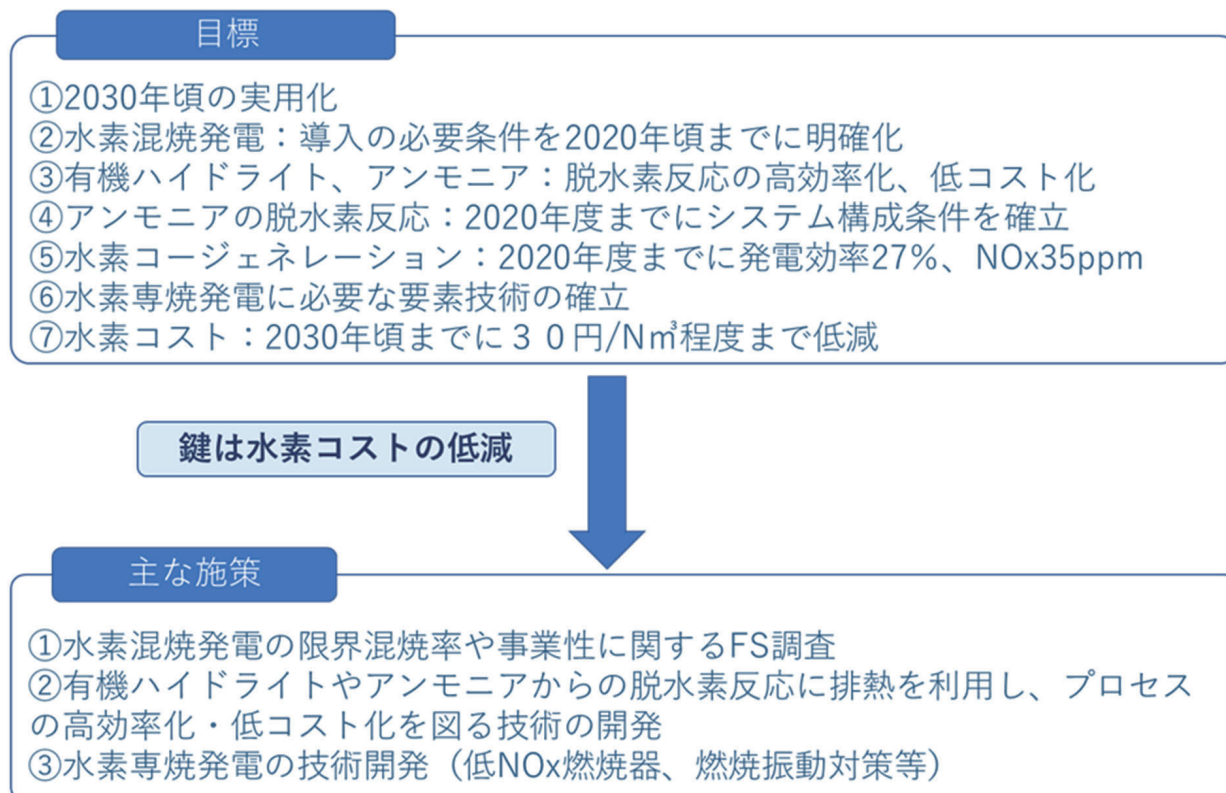 目標
①2030年頃の実用化
②水素混焼発電：導入の必要条件を2020年頃までに明確化
③有機ハイドライト、アンモニア：脱水素反応の高効率化、低コスト化
④アンモニアの脱水素反応：2020年度までにシステム構成条件を確立
⑤水素コージェネレーション：2020年度までに発電効率27%、NOx35ppm
⑥水素専焼発電に必要な要素技術の確立
⑦水素コスト：2030年頃までに３０円/N㎥程度まで低減
鍵は水素コストの低減
主な施策
①水素混焼発電の限界混焼率や事業性に関するFS調査
②有機ハイドライトやアンモニアからの脱水素反応に排熱を利用し、プロセス
の高効率化・低コスト化を図る技術の開発
③水素専焼発電の技術開発（低NOx燃焼器、燃焼振動対策等）